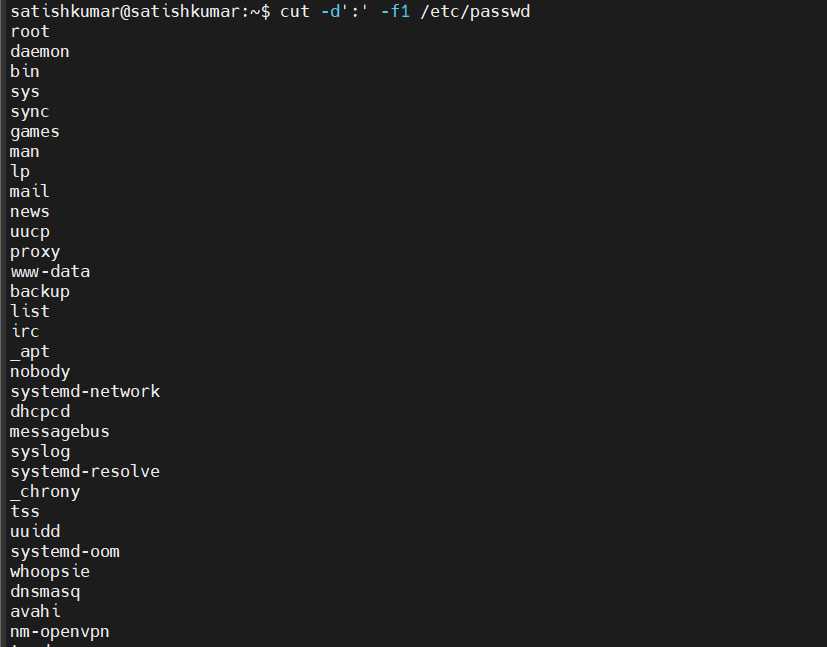 satishkumar@satishkumar:~$ cut -d':' -f1 /etc/passwd
root
daemon
bin
sys
sync
games
man
lp
mail
news
uucp
proxy
www-data
backup
list
irc
_apt
nobody
systemd-network
dhcpcd
messagebus
syslog
systemd-resolve
_chrony
tss
uuidd
systemd-oom
whoopsie
dnsmasq
avahi
nm-openvpn